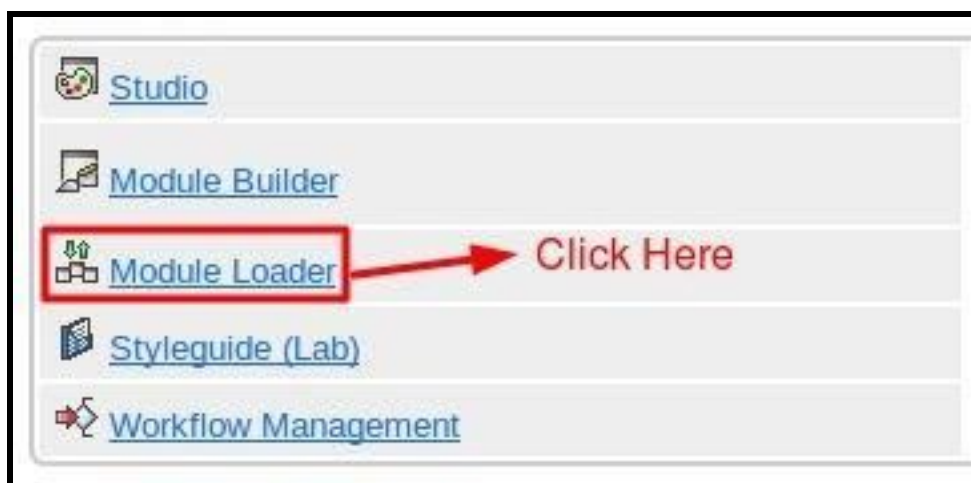 Studio
Module Builder
Module Loader Click Here
Styleguide (Lab)
Workflow Management